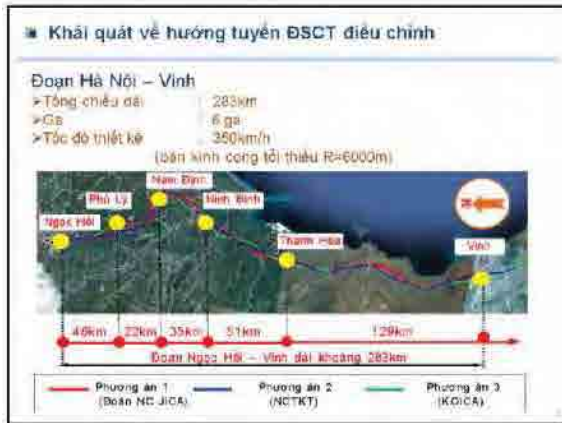 Khái quát về hướng tuyến ĐSCT điều chỉnh
Đoạn Hà Nội – Vinh
➢Tổng chiều dài : 283km
➢Ga : 6 ga
➢Tốc độ thiết kế : 350km/h
(bán kính cong tối thiểu R=6000m)
Nam Định
Phủ Lý
Ninh Bình
Ngọc Hồi
Thanh Hóa
Vinh
46km 22km 35km 51km 129km
Đoạn Ngọc Hồi – Vinh dài khoảng 283km
Phương án 1 Phương án 2 Phương án 3
(Đoàn NC JICA) (NCTKT) (KOICA)